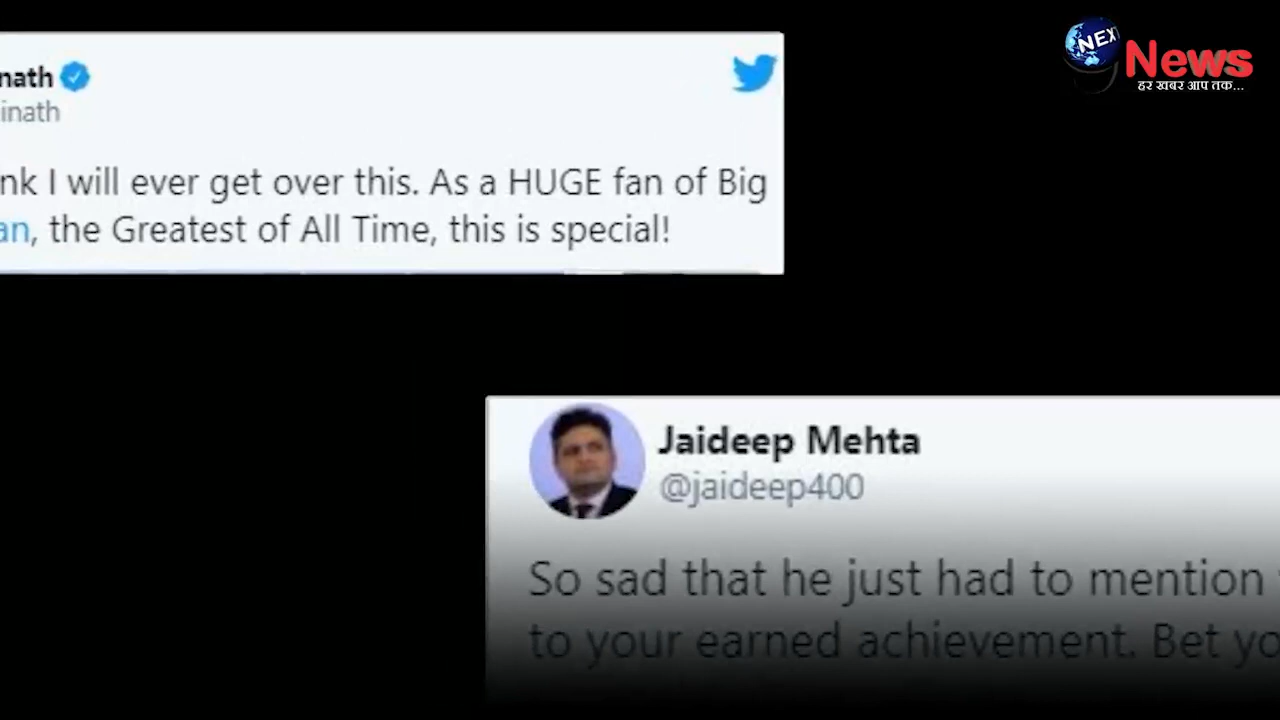 nath
inath
nk I will ever get over this. As a HUGE fan of Big
an, the Greatest of All Time, this is special!
NEX
News
हर खबर आप तक...
Jaideep Mehta
@jaideep400
So sad that he just had to mention
to your earned achievement. Bet yo